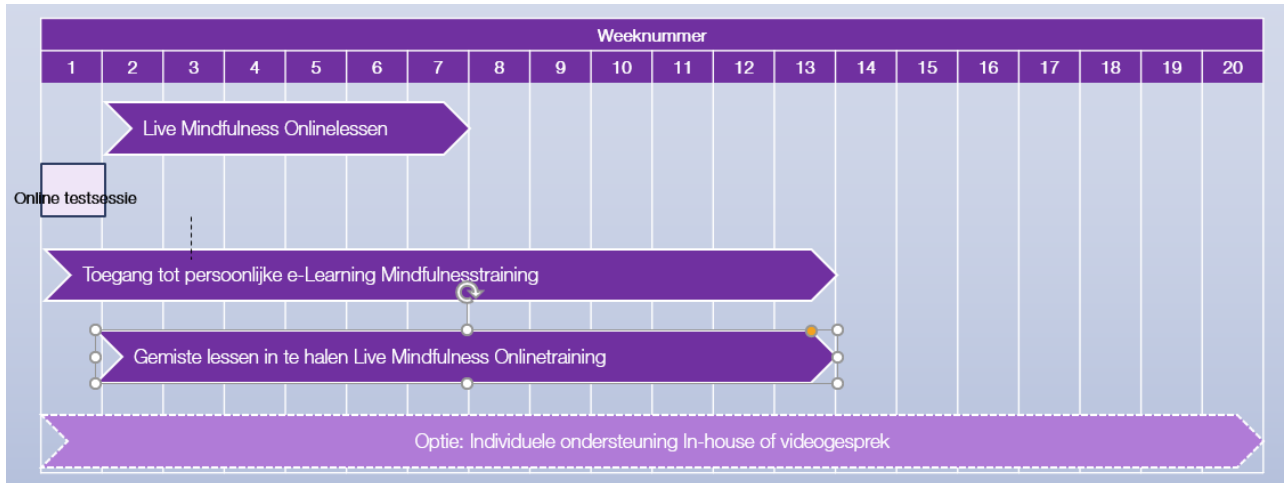 Weeknummer
1 2 3 4 5 6 7 8 9 10 11 12 13 14 15 16 17 18 19 20
Live Mindfulness Onlinelessen
Online testsessie
Toegang tot persoonlijke e-Learning Mindfulnesstraining
Gemiste lessen in te halen Live Mindfulness Onlinetraining
Optie: Individuele ondersteuning In-house of videogesprek